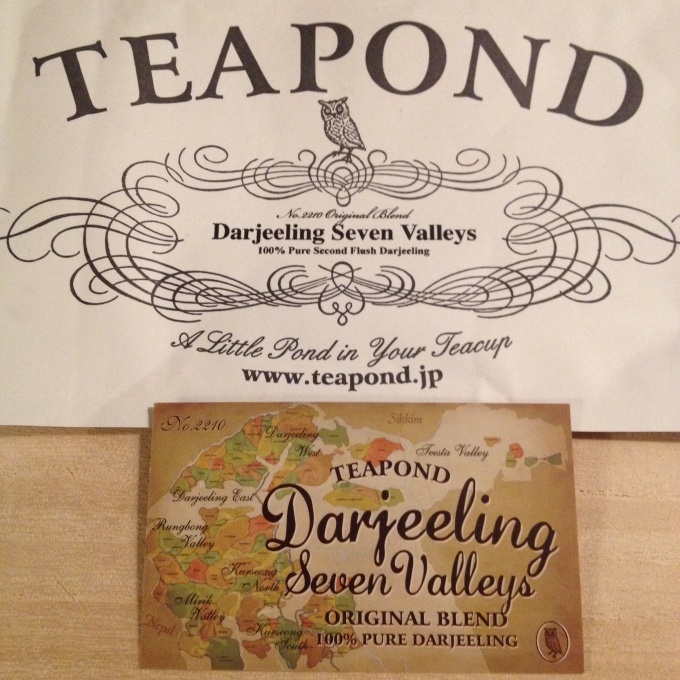 TEAPOND
No.2210 Original Blend
Darjeeling Seven Valleys
100% Pure Second Flush Darjeeling
A Little Pond in Your Teacup
www.teapond.jp
No.2210
Sikkim
Darjeeling
West
Teesta Valley
TEAPOND
Darjeeling East
Darjeeling
Rungbong
Valley
Kurseong
North
Seven Valleys
Mirik
Valley
ORIGINAL BLEND
Nepal
Kurseong
South
100% PURE DARJEELING